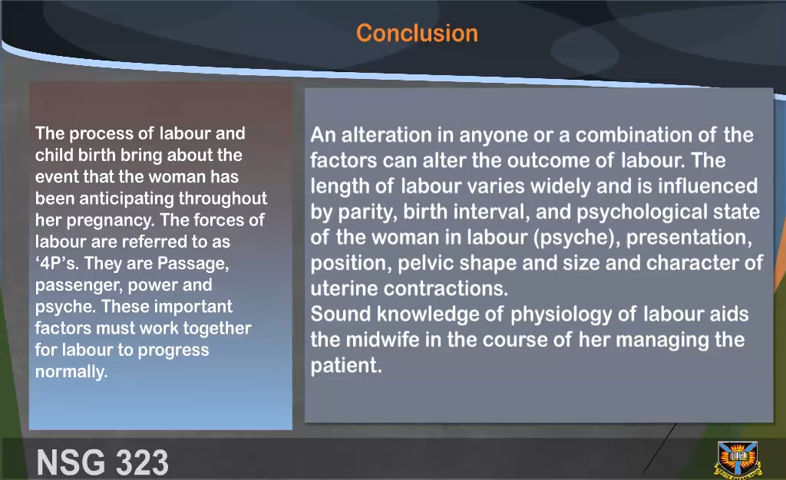 Conclusion
The process of labour and
child birth bring about the
event that the woman has
been anticipating throughout
her pregnancy. The forces of
labour are referred to as
‘4P’s. They are Passage,
passenger, power and
psyche. These important
factors must work together
for labour to progress
normally.
An alteration in anyone or a combination of the
factors can alter the outcome of labour. The
length of labour varies widely and is influenced
by parity, birth interval, and psychological state
of the woman in labour (psyche), presentation,
position, pelvic shape and size and character of
uterine contractions.
Sound knowledge of physiology of labour aids
the midwife in the course of her managing the
patient.
NSG 323